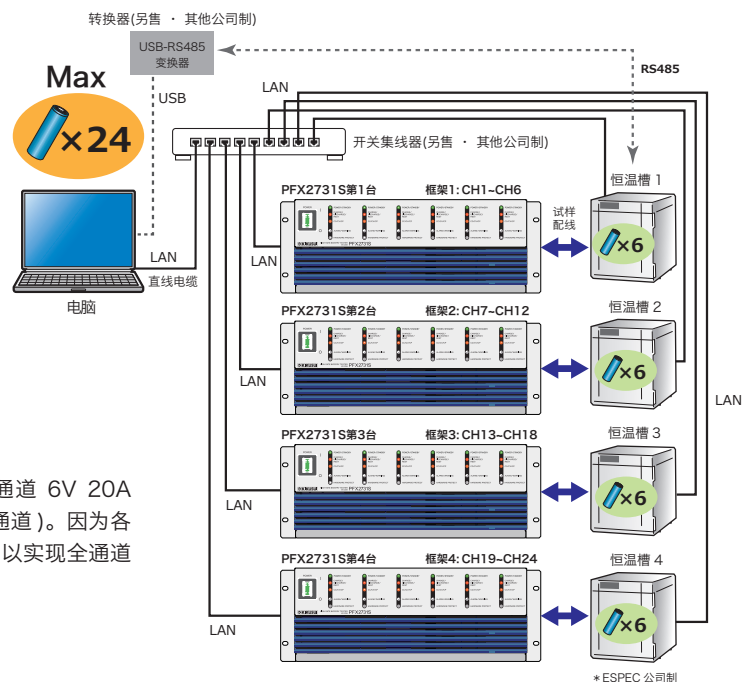 转换器(另售 · 其他公司制)
USB-RS485
变换器
RS485
Max
×24
USB
LAN
开关集线器(另售 · 其他公司制)
LAN
直线电缆
电脑
PFX2731S第1台 框架1: CH1~CH6
LAN
试样
配线
恒温槽 1
×6
PFX2731S第2台 框架2: CH7~CH12
LAN
恒温槽 2
×6
LAN
PFX2731S第3台 框架3: CH13~CH18
LAN
恒温槽 3
×6
PFX2731S第4台 框架4: CH19~CH24
LAN
恒温槽 4
×6
*ESPEC 公司制
通道 6V 20A
通道)。因为各
以实现全通道